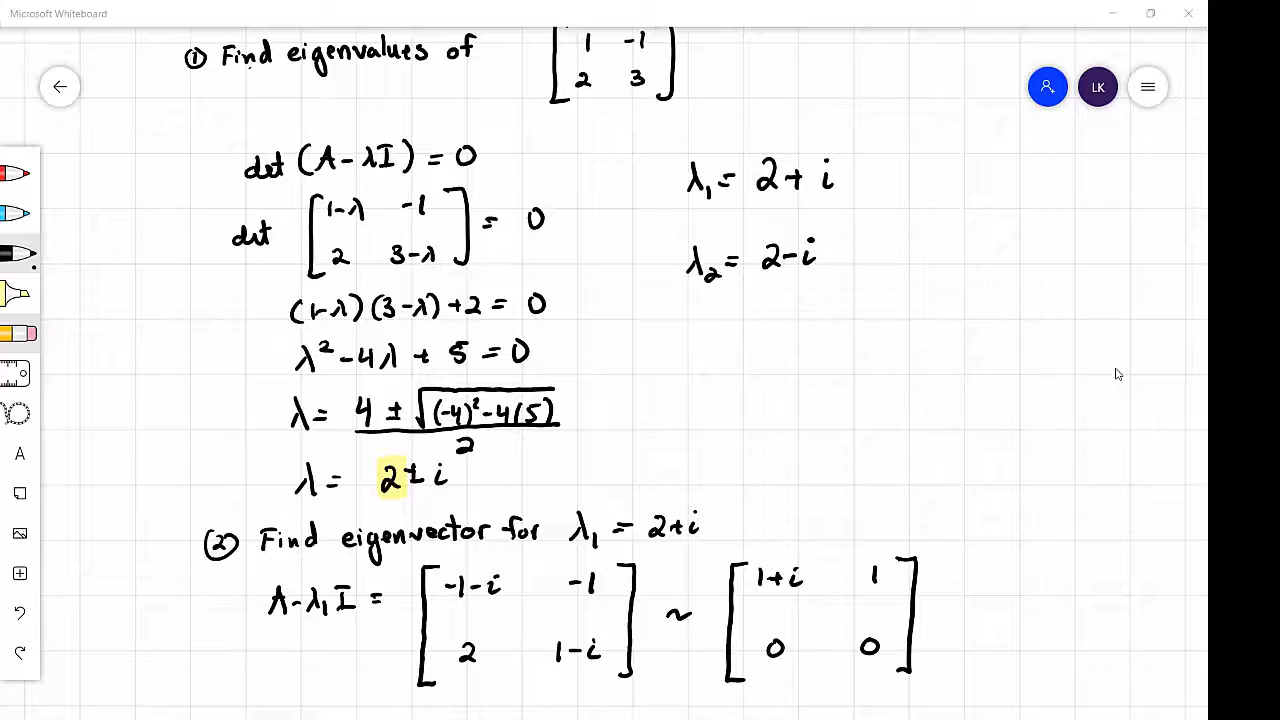 Microsoft Whiteboard
① Find eigenvalues of [1 -1
2 3]
LK
det (A - λI) = 0
det [1-λ -1
2 3-λ] = 0
(1-λ)(3-λ)+2 = 0
λ² - 4λ + 5 = 0
λ = 4 ± √(-4)² - 4(5)
2
λ = 2 ± i
λ₁ = 2 + i
λ₂ = 2 - i
② Find eigenvector for λ₁ = 2+i
A - λ₁I = [-1-i -1
2 1-i] ~ [1+i 1
0 0]
A